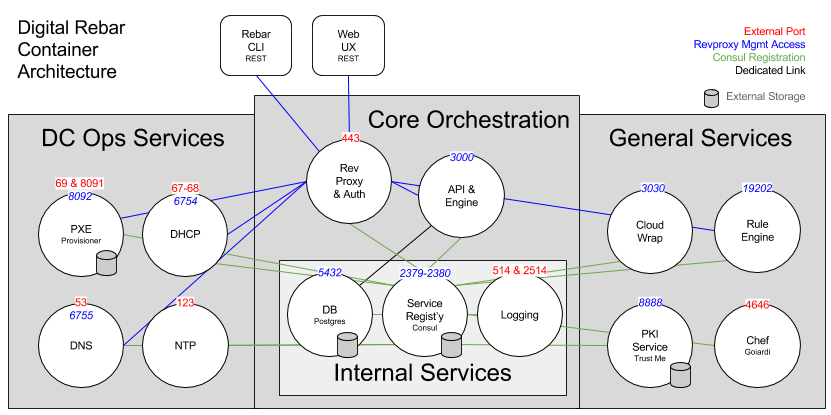 Digital Rebar
Container
Architecture
Rebar
CLI
REST
Web
UX
REST
External Port
Revproxy Mgmt Access
Consul Registration
Dedicated Link
External Storage
DC Ops Services
Core Orchestration
General Services
69 & 8091
8092
PXE
Provisioner
67-68
6754
DHCP
53
6755
DNS
123
NTP
443
Rev
Proxy
& Auth
3000
API &
Engine
5432
DB
Postgres
2379-2380
Service
Regist'y
Consul
514 & 2514
Logging
Internal Services
3030
Cloud
Wrap
19202
Rule
Engine
8888
PKI
Service
Trust Me
4646
Chef
Goiardi